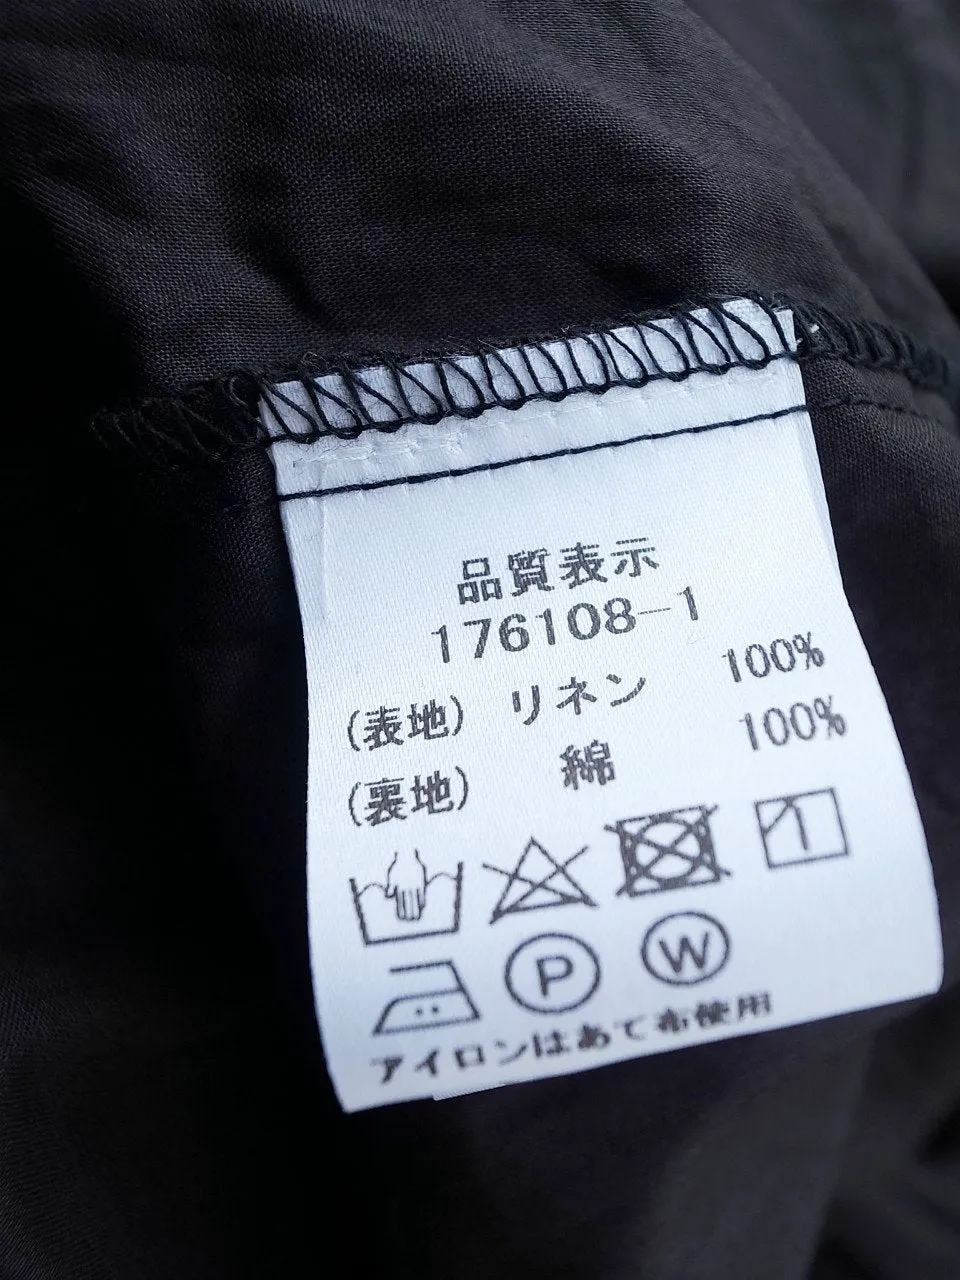 品質表示
176108-1
(表地) リネン 100%
(裏地) 綿 100%
P W
アイロンはあて布使用